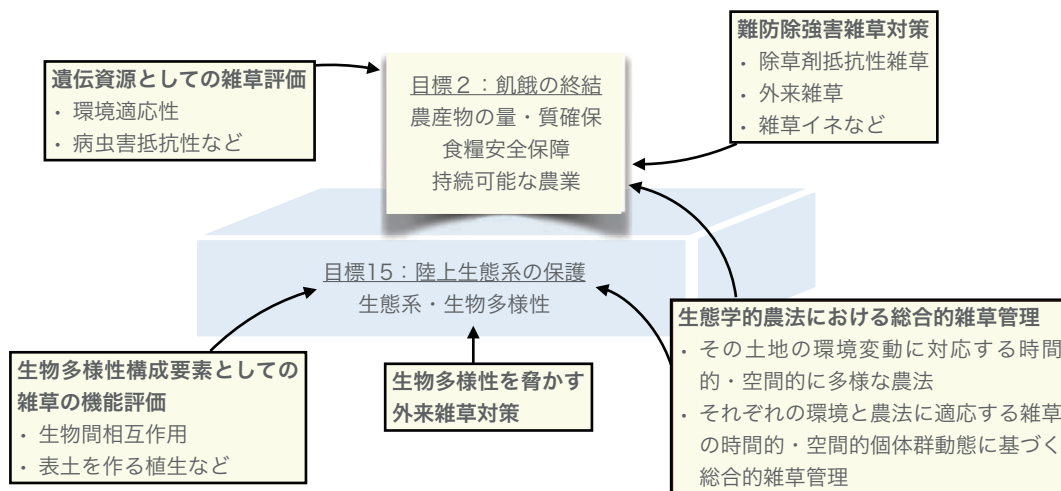 難防除強害雑草対策
・ 除草剤抵抗性雑草
・ 外来雑草
・ 雑草イネなど
遺伝資源としての雑草評価
・ 環境適応性
・ 病虫害抵抗性など
目標２：飢餓の終結
農産物の量・質確保
食糧安全保障
持続可能な農業
目標15：陸上生態系の保護
生態系・生物多様性
生物多様性構成要素としての
雑草の機能評価
・ 生物間相互作用
・ 表土を作る植生など
生物多様性を脅かす
外来雑草対策
生態学的農法における総合的雑草管理
・ その土地の環境変動に対応する時間
的・空間的に多様な農法
・ それぞれの環境と農法に適応する雑草
の時間的・空間的個体群動態に基づく
総合的雑草管理